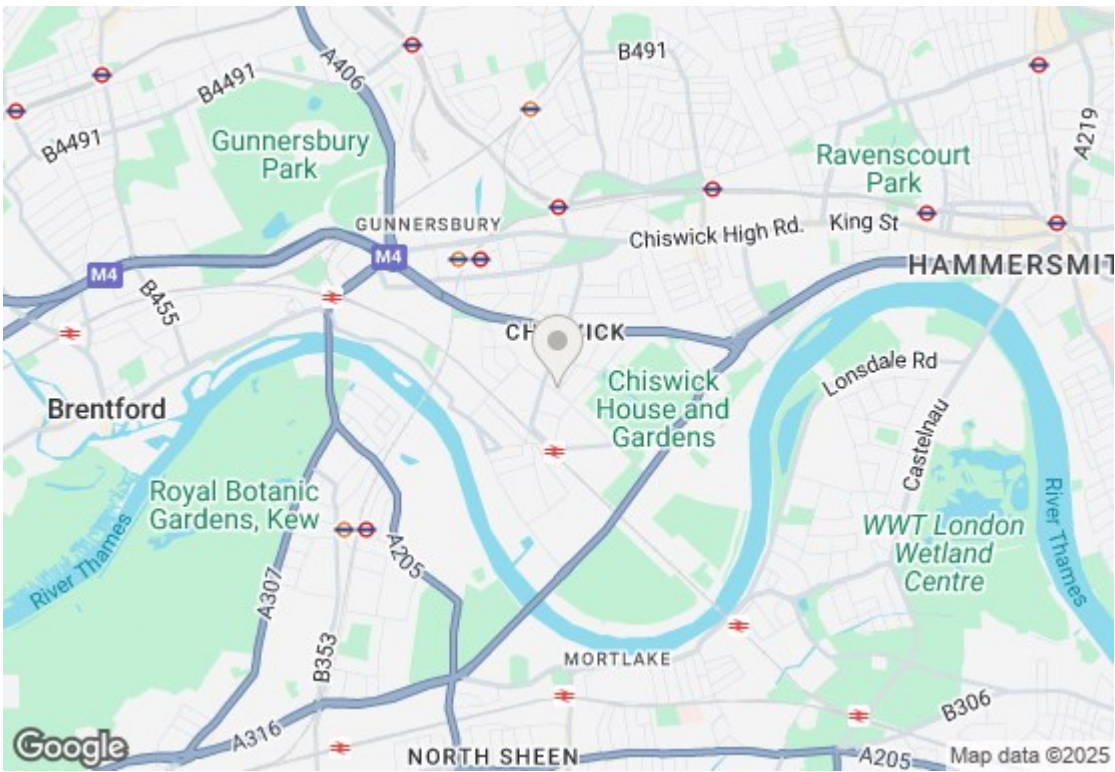 A406
B491
B4491
B4491
A219
Gunnersbury
Park
Ravenscourt
Park
GUNNERSBURY
Chiswick High Rd.
King St
M4
M4
HAMMERSMIT
B455
CH WICK
Lonsdale Rd
Brentford
Chiswick
House and
Gardens
Castelnau
Royal Botanic
Gardens, Kew
River Thames
River Thames
WWT London
Wetland
Centre
A205
A307
B353
MORTLAKE
B306
A316
Google
NORTH SHEEN
A205
Map data ©2025